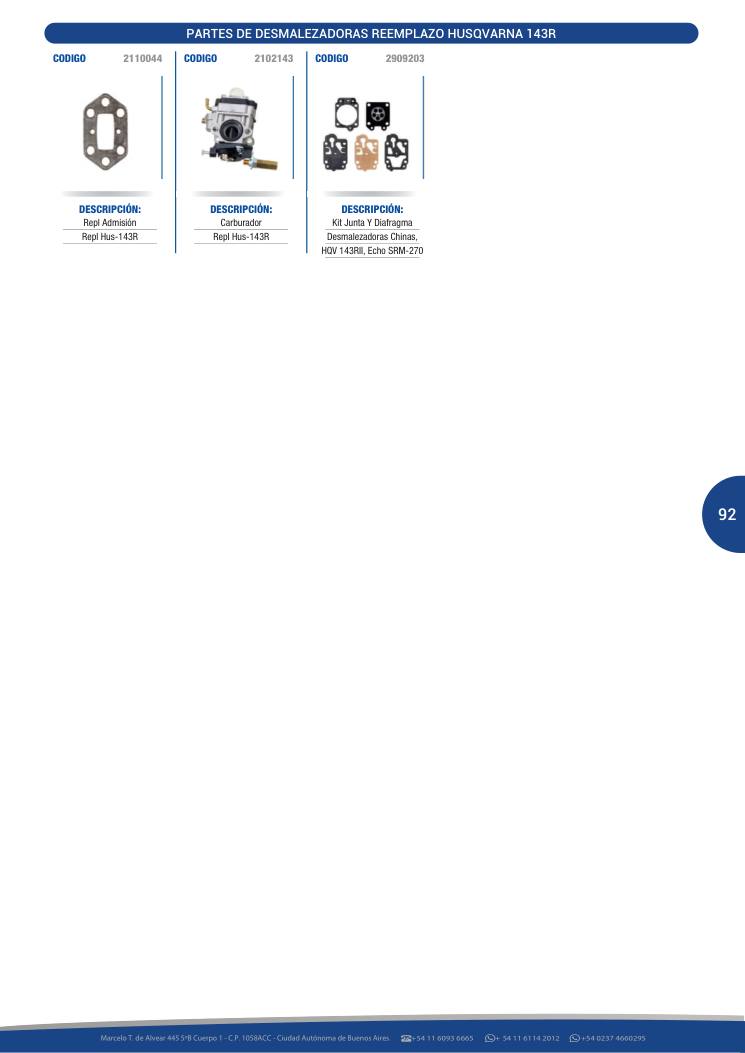 PARTES DE DESMALEZADORAS REEMPLAZO HUSQVARNA 143R
CODIGO 2110044
DESCRIPCIÓN:
Repl Admisión
Repl Hus-143R
CODIGO 2102143
DESCRIPCIÓN:
Carburador
Repl Hus-143R
CODIGO 2909203
DESCRIPCIÓN:
Kit Junta Y Diafragma
Desmalezadoras Chinas,
HQV 143RII, Echo SRM-270
92
Marcelo T. de Alvear 445 5ºB Cuerpo 1 - C.P. 1058ACC - Ciudad Autónoma de Buenos Aires. +54 11 6093 6665 + 54 11 6114 2012 +54 0237 4660295